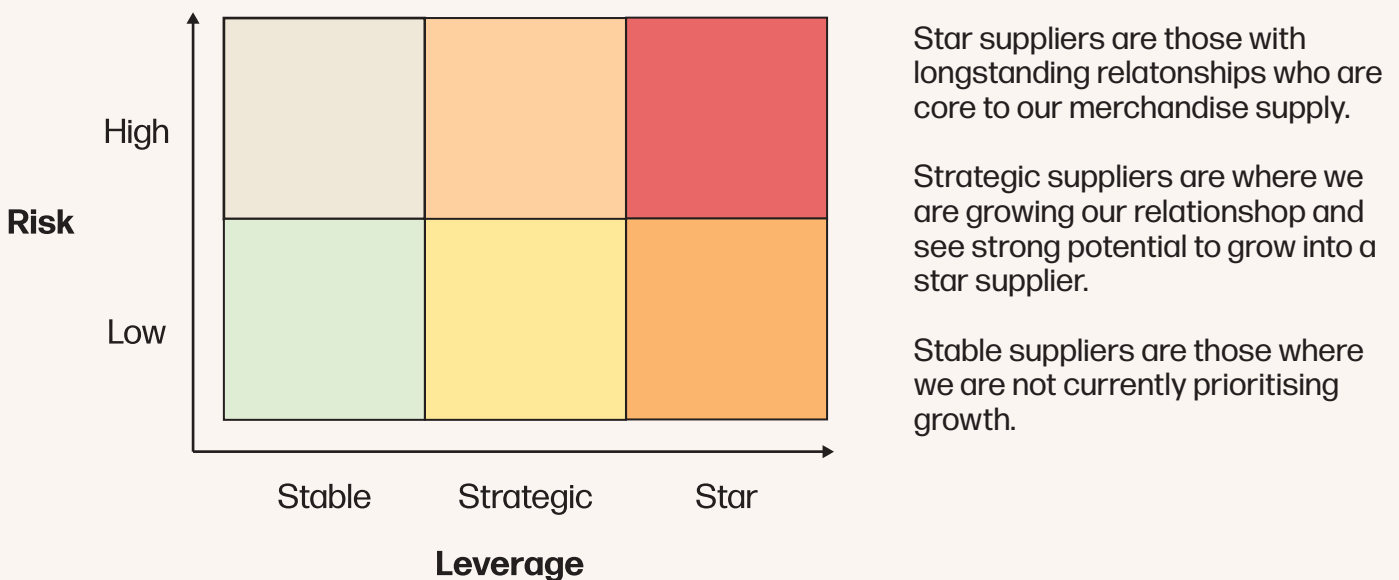 High
Risk
Low
Stable Strategic Star
Leverage
Star suppliers are those with
longstanding relatonships who are
core to our merchandise supply.
Strategic suppliers are where we
are growing our relationshop and
see strong potential to grow into a
star supplier.
Stable suppliers are those where
we are not currently prioritising
growth.